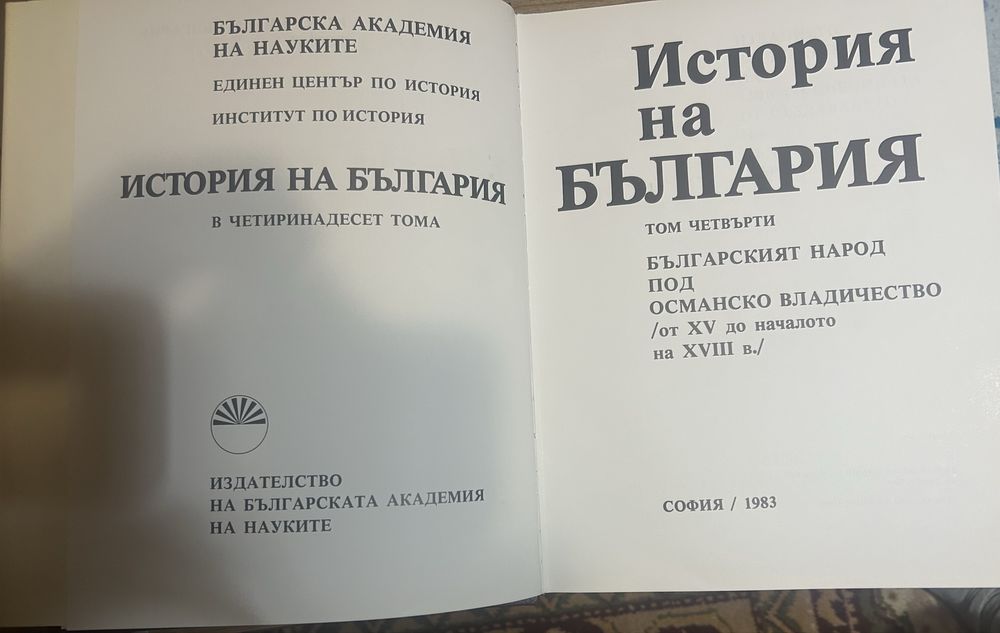 БЪЛГАРСКА АКАДЕМИЯ
НА НАУКИТЕ
ЕДИНЕН ЦЕНТЪР ПО ИСТОРИЯ
ИНСТИТУТ ПО ИСТОРИЯ
ИСТОРИЯ НА БЪЛГАРИЯ
В ЧЕТИРИНАДЕСЕТ ТОМА
ИЗДАТЕЛСТВО
НА БЪЛГАРСКАТА АКАДЕМИЯ
НА НАУКИТЕ
История
на
БЪЛГАРИЯ
ТОМ ЧЕТВЪРТИ
БЪЛГАРСКИЯТ НАРОД
ПОД
ОСМАНСКО ВЛАДИЧЕСТВО
/от XV до началото
на XVIII в./
СОФИЯ / 1983